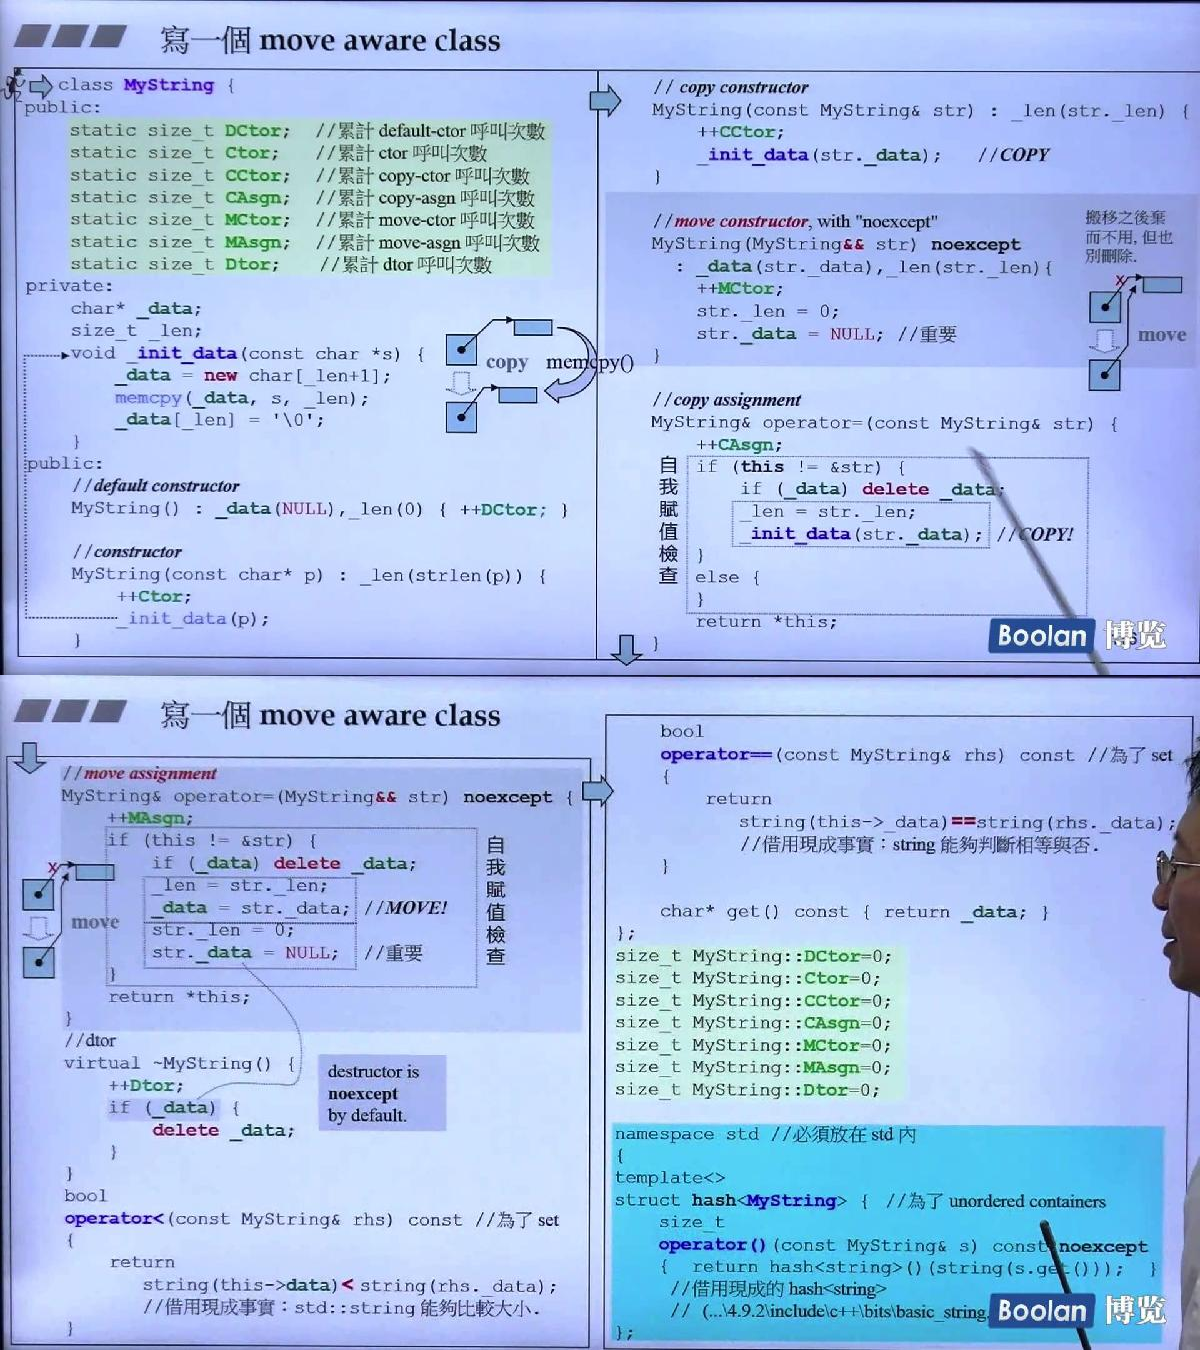 寫一個 move aware class
class MyString {
public:
static size_t DCtor; //累計 default-ctor 呼叫次數
static size_t Ctor; //累計 ctor 呼叫次數
static size_t CCtor; //累計 copy-ctor 呼叫次數
static size_t CAsgn; //累計 copy-asgn 呼叫次數
static size_t MCtor; //累計 move-ctor 呼叫次數
static size_t MAsgn; //累計 move-asgn 呼叫次數
static size_t Dtor; //累計 dtor 呼叫次數
private:
char* _data;
size_t _len;
void _init_data(const char *s) {
_data = new char[_len+1];
memcpy(_data, s, _len);
_data[_len] = '\0';
}
copy memcpy()
public:
//default constructor
MyString() : _data(NULL),_len(0) { ++DCtor; }
//constructor
MyString(const char* p) : _len(strlen(p)) {
++Ctor;
_init_data(p);
}
// copy constructor
MyString(const MyString& str) : _len(str._len) {
++CCtor;
_init_data(str._data); //COPY
}
//move constructor, with "noexcept"
MyString(MyString&& str) noexcept
: _data(str._data),_len(str._len){
++MCtor;
str._len = 0;
str._data = NULL; //重要
}
搬移之後棄
而不用, 但也
別刪除.
x
move
//copy assignment
MyString& operator=(const MyString& str) {
++CAsgn;
自我賦值檢查
if (this != &str) {
if (_data) delete _data;
_len = str._len;
_init_data(str._data); //COPY!
}
else {
}
return *this;
}
Boolan 博览
寫一個 move aware class
//move assignment
MyString& operator=(MyString&& str) noexcept {
++MAsgn;
if (this != &str) {
if (_data) delete _data;
_len = str._len;
_data = str._data; //MOVE!
str._len = 0;
str._data = NULL; //重要
}
return *this;
}
自我賦值檢查
x
move
//dtor
virtual ~MyString() {
++Dtor;
if (_data) {
delete _data;
}
}
destructor is
noexcept
by default.
bool
operator<(const MyString& rhs) const //為了 set
{
return
string(this->data)< string(rhs._data);
//借用現成事實：std::string 能夠比較大小.
}
bool
operator==(const MyString& rhs) const //為了 set
{
return
string(this->_data)==string(rhs._data);
//借用現成事實：string 能夠判斷相等與否.
}
char* get() const { return _data; }
};
size_t MyString::DCtor=0;
size_t MyString::Ctor=0;
size_t MyString::CCtor=0;
size_t MyString::CAsgn=0;
size_t MyString::MCtor=0;
size_t MyString::MAsgn=0;
size_t MyString::Dtor=0;
namespace std //必須放在 std 內
{
template<>
struct hash<MyString> { //為了 unordered containers
size_t
operator()(const MyString& s) const noexcept
{ return hash<string>()(string(s.get())); }
//借用現成的 hash<string>
// (...\4.9.2\include\c++\bits\basic_string.
};
Boolan 博览